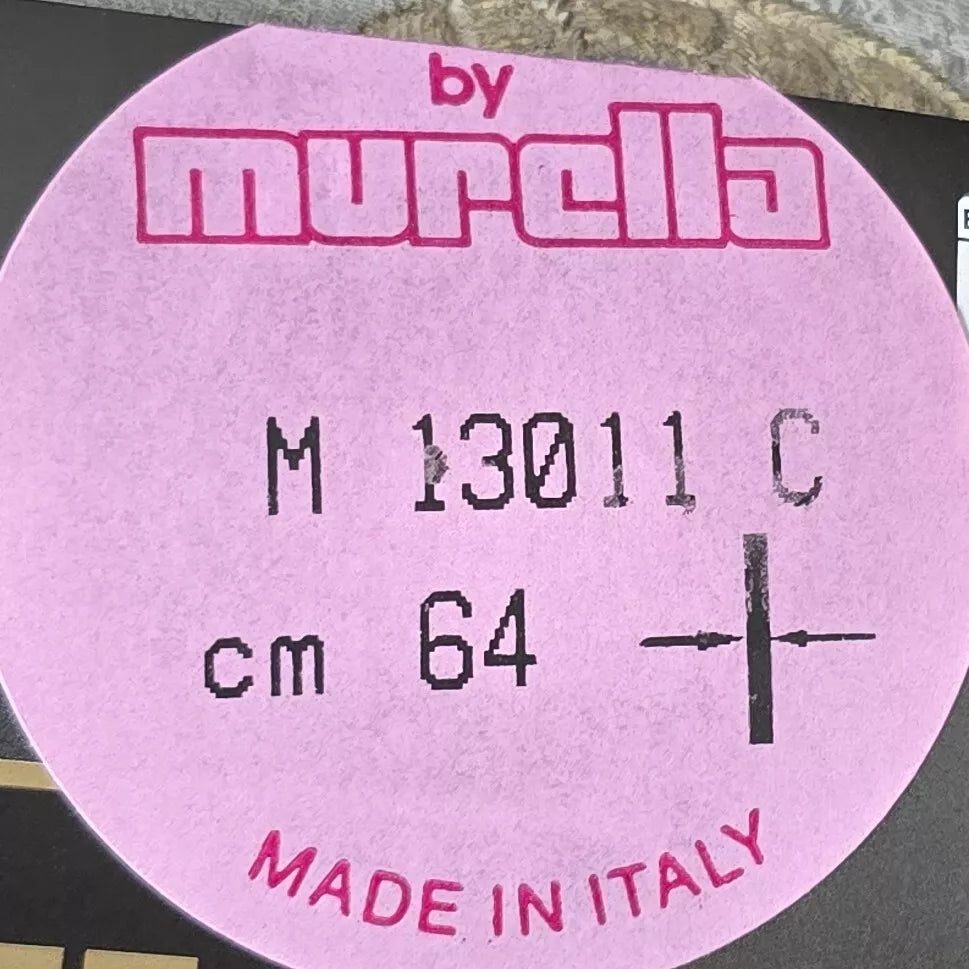 by
murella
M 13011 C
cm 64
MADE IN ITALY